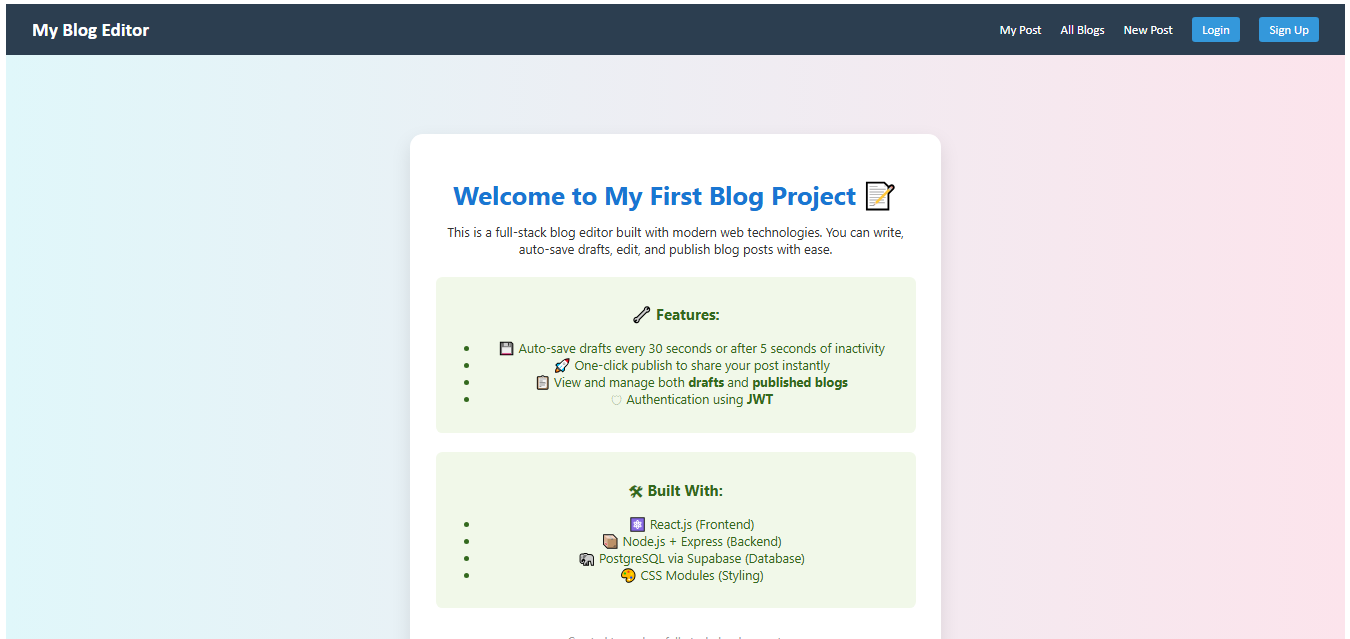 My Blog Editor
My Post
All Blogs
New Post
Login
Sign Up
Welcome to My First Blog Project 📝
This is a full-stack blog editor built with modern web technologies. You can write,
auto-save drafts, edit, and publish blog posts with ease.
🔧 Features:
• 💾 Auto-save drafts every 30 seconds or after 5 seconds of inactivity
• 🚀 One-click publish to share your post instantly
• 📋 View and manage both drafts and published blogs
• 🛡 Authentication using JWT
🛠 Built With:
• ⚛ React.js (Frontend)
• 📦 Node.js + Express (Backend)
• 🐘 PostgreSQL via Supabase (Database)
• 🎨 CSS Modules (Styling)